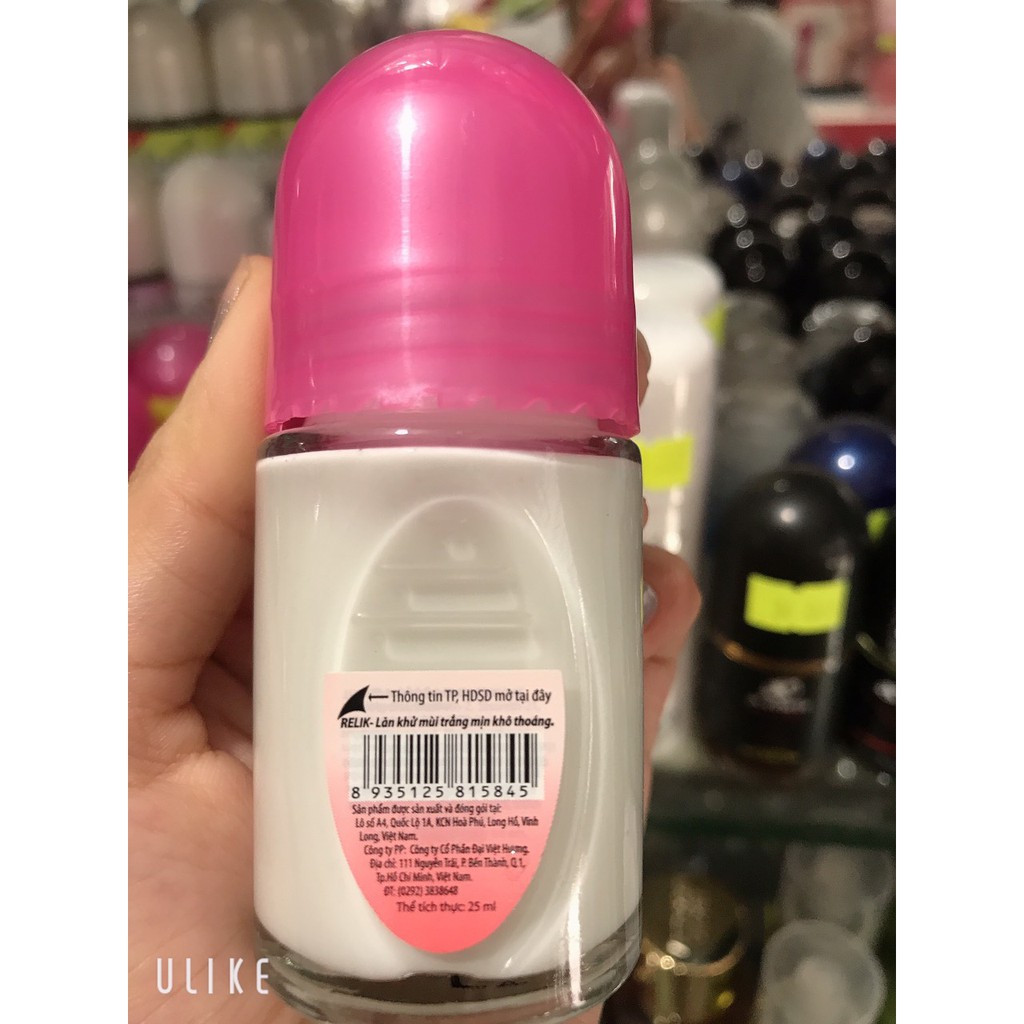 Thông tin TP, HDSD mở tại đây
RELIK- Lăn khử mùi trắng mịn khô thoáng.
8 935125 815845
Sản phẩm được sản xuất và đóng gói tại:
Lô số A4, Quốc Lộ 1A, KCN Hoà Phú, Long Hồ, Vĩnh
Long, Việt Nam.
Công ty PP: Công ty Cổ Phần Đại Việt Hương.
Địa chỉ: 111 Nguyễn Trãi, P. Bến Thành, Q.1,
Tp.Hồ Chí Minh, Việt Nam.
ĐT: (0292) 3838648
Thể tích thực: 25 ml
ULIKE